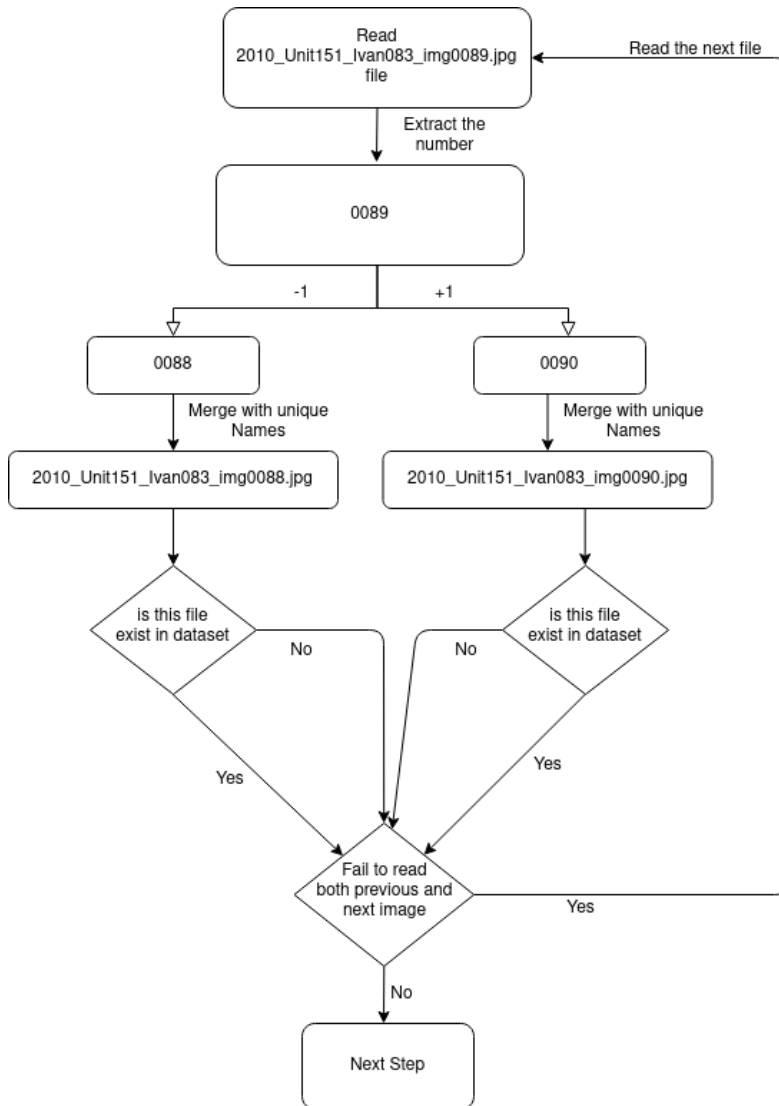 Read
2010_Unit151_Ivan083_img0089.jpg
file
Read the next file
Extract the
number
0089
-1
+1
0088
0090
Merge with unique
Names
Merge with unique
Names
2010_Unit151_Ivan083_img0088.jpg
2010_Unit151_Ivan083_img0090.jpg
is this file
exist in dataset
is this file
exist in dataset
No
No
Yes
Yes
Fail to read
both previous and
next image
Yes
No
Next Step